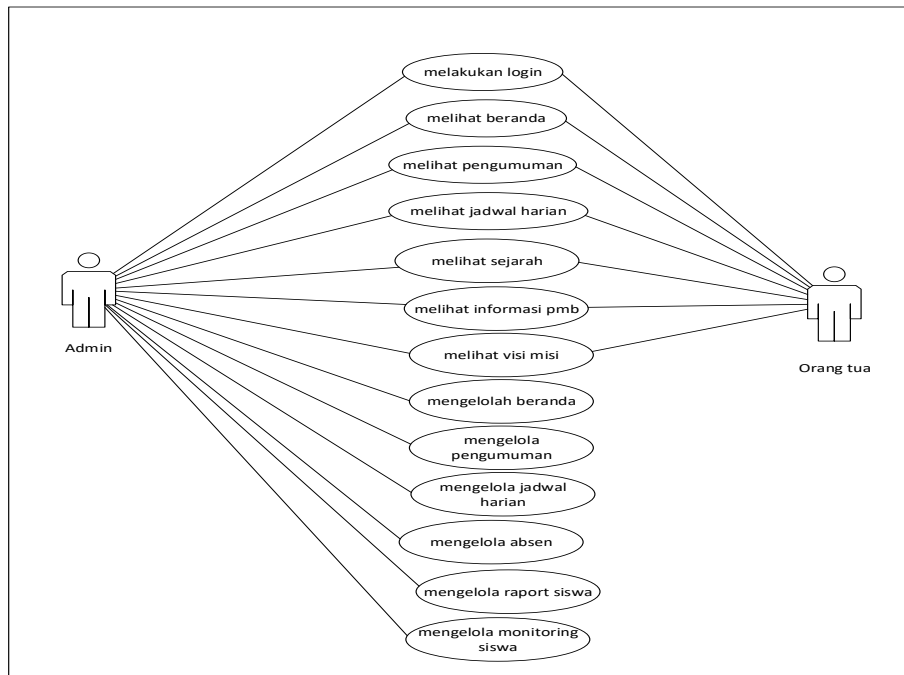 melakukan login
melihat beranda
melihat pengumuman
melihat jadwal harian
melihat sejarah
melihat informasi pmb
Admin
melihat visi misi
Orang tua
mengelolah beranda
mengelola
pengumuman
mengelola jadwal
harian
mengelola absen
mengelola raport siswa
mengelola monitoring
siswa